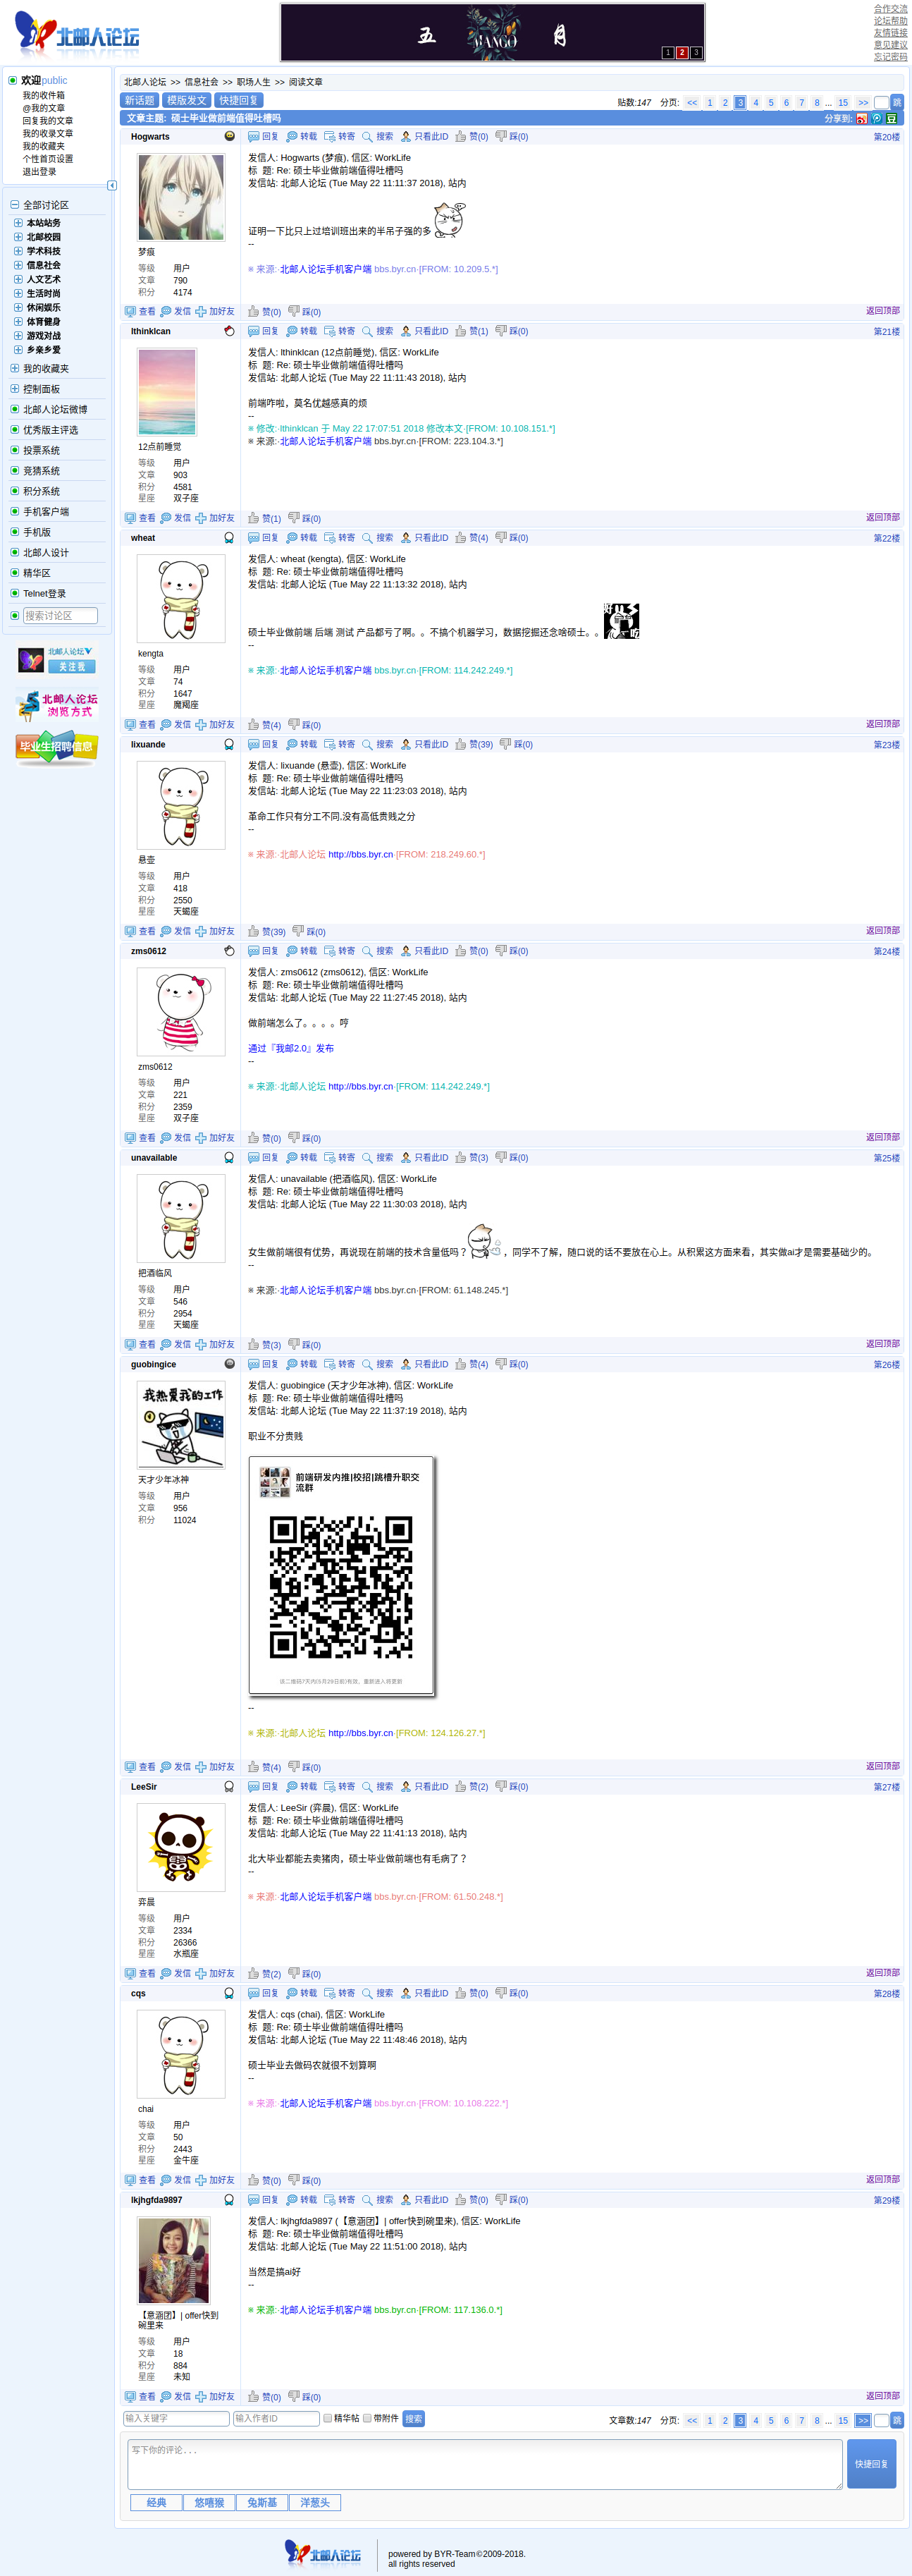 北邮人论坛
五 MANGO 月
1 2 3
合作交流
论坛帮助
友情链接
意见建议
忘记密码
欢迎public
我的收件箱
@我的文章
回复我的文章
我的收录文章
我的收藏夹
个性首页设置
退出登录
全部讨论区
本站站务
北邮校园
学术科技
信息社会
人文艺术
生活时尚
休闲娱乐
体育健身
游戏对战
乡亲乡爱
我的收藏夹
控制面板
北邮人论坛微博
优秀版主评选
投票系统
竞猜系统
积分系统
手机客户端
手机版
北邮人设计
精华区
Telnet登录
搜索讨论区
北邮人论坛
关注我
北邮人论坛
浏览方式
毕业生招聘信息
北邮人论坛 >> 信息社会 >> 职场人生 >> 阅读文章
新话题 模版发文 快捷回复
贴数:147 分页: << 1 2 3 4 5 6 7 8 ... 15 >> 跳
文章主题: 硕士毕业做前端值得吐槽吗 分享到:
Hogwarts 回复 转载 转寄 搜索 只看此ID 赞(0) 踩(0) 第20楼
发信人: Hogwarts (梦痕), 信区: WorkLife
标 题: Re: 硕士毕业做前端值得吐槽吗
发信站: 北邮人论坛 (Tue May 22 11:11:37 2018), 站内
证明一下比只上过培训班出来的半吊子强的多
--
※ 来源:·北邮人论坛手机客户端 bbs.byr.cn·[FROM: 10.209.5.*]
梦痕
等级 用户
文章 790
积分 4174
查看 发信 加好友 赞(0) 踩(0) 返回顶部
lthinklcan 回复 转载 转寄 搜索 只看此ID 赞(1) 踩(0) 第21楼
发信人: lthinklcan (12点前睡觉), 信区: WorkLife
标 题: Re: 硕士毕业做前端值得吐槽吗
发信站: 北邮人论坛 (Tue May 22 11:11:43 2018), 站内
前端咋啦，莫名优越感真的烦
--
※ 修改:·lthinklcan 于 May 22 17:07:51 2018 修改本文·[FROM: 10.108.151.*]
※ 来源:·北邮人论坛手机客户端 bbs.byr.cn·[FROM: 223.104.3.*]
12点前睡觉
等级 用户
文章 903
积分 4581
星座 双子座
查看 发信 加好友 赞(1) 踩(0) 返回顶部
wheat 回复 转载 转寄 搜索 只看此ID 赞(4) 踩(0) 第22楼
发信人: wheat (kengta), 信区: WorkLife
标 题: Re: 硕士毕业做前端值得吐槽吗
发信站: 北邮人论坛 (Tue May 22 11:13:32 2018), 站内
硕士毕业做前端 后端 测试 产品都亏了啊。。不搞个机器学习，数据挖掘还念啥硕士。。
--
※ 来源:·北邮人论坛手机客户端 bbs.byr.cn·[FROM: 114.242.249.*]
kengta
等级 用户
文章 74
积分 1647
星座 魔羯座
查看 发信 加好友 赞(4) 踩(0) 返回顶部
lixuande 回复 转载 转寄 搜索 只看此ID 赞(39) 踩(0) 第23楼
发信人: lixuande (悬壶), 信区: WorkLife
标 题: Re: 硕士毕业做前端值得吐槽吗
发信站: 北邮人论坛 (Tue May 22 11:23:03 2018), 站内
革命工作只有分工不同,没有高低贵贱之分
--
※ 来源:·北邮人论坛 http://bbs.byr.cn·[FROM: 218.249.60.*]
悬壶
等级 用户
文章 418
积分 2550
星座 天蝎座
查看 发信 加好友 赞(39) 踩(0) 返回顶部
zms0612 回复 转载 转寄 搜索 只看此ID 赞(0) 踩(0) 第24楼
发信人: zms0612 (zms0612), 信区: WorkLife
标 题: Re: 硕士毕业做前端值得吐槽吗
发信站: 北邮人论坛 (Tue May 22 11:27:45 2018), 站内
做前端怎么了。。。。哼
通过『我邮2.0』发布
--
※ 来源:·北邮人论坛 http://bbs.byr.cn·[FROM: 114.242.249.*]
zms0612
等级 用户
文章 221
积分 2359
星座 双子座
查看 发信 加好友 赞(0) 踩(0) 返回顶部
unavailable 回复 转载 转寄 搜索 只看此ID 赞(3) 踩(0) 第25楼
发信人: unavailable (把酒临风), 信区: WorkLife
标 题: Re: 硕士毕业做前端值得吐槽吗
发信站: 北邮人论坛 (Tue May 22 11:30:03 2018), 站内
女生做前端很有优势，再说现在前端的技术含量低吗？ ，同学不了解，随口说的话不要放在心上。从积累这方面来看，其实做ai才是需要基础少的。
--
※ 来源:·北邮人论坛手机客户端 bbs.byr.cn·[FROM: 61.148.245.*]
把酒临风
等级 用户
文章 546
积分 2954
星座 天蝎座
查看 发信 加好友 赞(3) 踩(0) 返回顶部
guobingice 回复 转载 转寄 搜索 只看此ID 赞(4) 踩(0) 第26楼
发信人: guobingice (天才少年冰神), 信区: WorkLife
标 题: Re: 硕士毕业做前端值得吐槽吗
发信站: 北邮人论坛 (Tue May 22 11:37:19 2018), 站内
职业不分贵贱
前端研发内推|校招|跳槽升职交
流群
该二维码7天内(5月29日前)有效，重新进入将更新
--
※ 来源:·北邮人论坛 http://bbs.byr.cn·[FROM: 124.126.27.*]
我热爱我的工作
天才少年冰神
等级 用户
文章 956
积分 11024
查看 发信 加好友 赞(4) 踩(0) 返回顶部
LeeSir 回复 转载 转寄 搜索 只看此ID 赞(2) 踩(0) 第27楼
发信人: LeeSir (弈晨), 信区: WorkLife
标 题: Re: 硕士毕业做前端值得吐槽吗
发信站: 北邮人论坛 (Tue May 22 11:41:13 2018), 站内
北大毕业都能去卖猪肉，硕士毕业做前端也有毛病了？
--
※ 来源:·北邮人论坛手机客户端 bbs.byr.cn·[FROM: 61.50.248.*]
弈晨
等级 用户
文章 2334
积分 26366
星座 水瓶座
查看 发信 加好友 赞(2) 踩(0) 返回顶部
cqs 回复 转载 转寄 搜索 只看此ID 赞(0) 踩(0) 第28楼
发信人: cqs (chai), 信区: WorkLife
标 题: Re: 硕士毕业做前端值得吐槽吗
发信站: 北邮人论坛 (Tue May 22 11:48:46 2018), 站内
硕士毕业去做码农就很不划算啊
--
※ 来源:·北邮人论坛手机客户端 bbs.byr.cn·[FROM: 10.108.222.*]
chai
等级 用户
文章 50
积分 2443
星座 金牛座
查看 发信 加好友 赞(0) 踩(0) 返回顶部
lkjhgfda9897 回复 转载 转寄 搜索 只看此ID 赞(0) 踩(0) 第29楼
发信人: lkjhgfda9897 (【意涵团】| offer快到碗里来), 信区: WorkLife
标 题: Re: 硕士毕业做前端值得吐槽吗
发信站: 北邮人论坛 (Tue May 22 11:51:00 2018), 站内
当然是搞ai好
--
※ 来源:·北邮人论坛手机客户端 bbs.byr.cn·[FROM: 117.136.0.*]
【意涵团】| offer快到
碗里来
等级 用户
文章 18
积分 884
星座 未知
查看 发信 加好友 赞(0) 踩(0) 返回顶部
输入关键字 输入作者ID 精华帖 带附件 搜索
文章数:147 分页: << 1 2 3 4 5 6 7 8 ... 15 >> 跳
写下你的评论...
快捷回复
经典 悠嘻猴 兔斯基 洋葱头
北邮人论坛
powered by BYR-Team©2009-2018.
all rights reserved